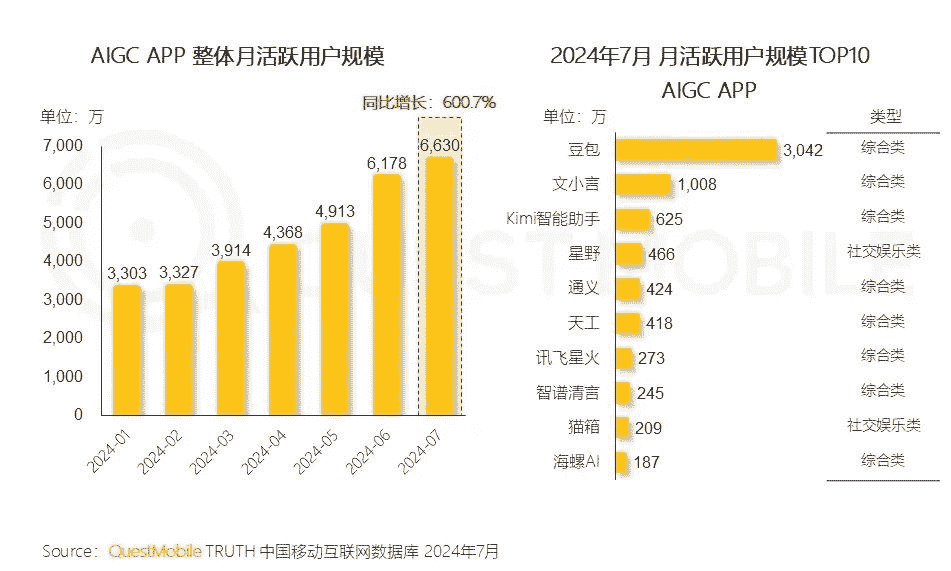 AIGC APP 整体月活跃用户规模
同比增长：600.7%
单位：万
7,000
6,000
5,000
4,000
3,000
2,000
1,000
0
3,303
3,327
3,914
4,368
4,913
6,178
6,630
2024-01
2024-02
2024-03
2024-04
2024-05
2024-06
2024-07
2024年7月 月活跃用户规模TOP10
AIGC APP
单位：万 类型
豆包 3,042 综合类
文小言 1,008 综合类
Kimi智能助手 625 综合类
星野 466 社交娱乐类
通义 424 综合类
天工 418 综合类
讯飞星火 273 综合类
智谱清言 245 综合类
猫箱 209 社交娱乐类
海螺AI 187 综合类
QUESTMOBILE
Source：QuestMobile TRUTH 中国移动互联网数据库 2024年7月